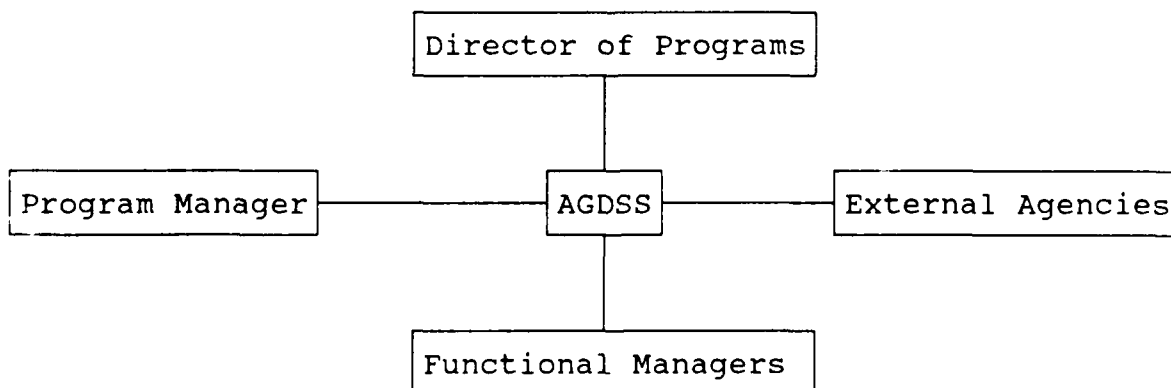 Director of Programs
Program Manager
AGDSS
External Agencies
Functional Managers